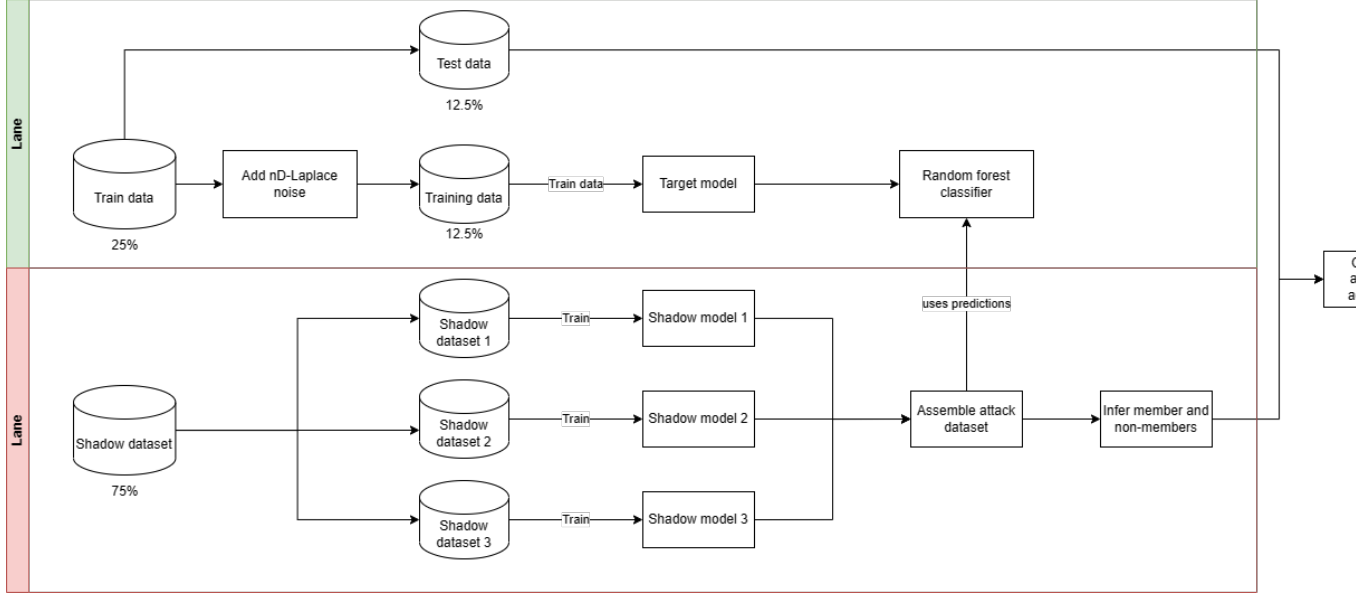 Lane
Test data
12.5%
Train data
25%
Add nD-Laplace
noise
Training data
12.5%
Train data
Target model
Random forest
classifier
Lane
Shadow dataset
75%
Shadow
dataset 1
Train
Shadow model 1
Shadow
dataset 2
Train
Shadow model 2
Shadow
dataset 3
Train
Shadow model 3
uses predictions
Assemble attack
dataset
Infer member and
non-members